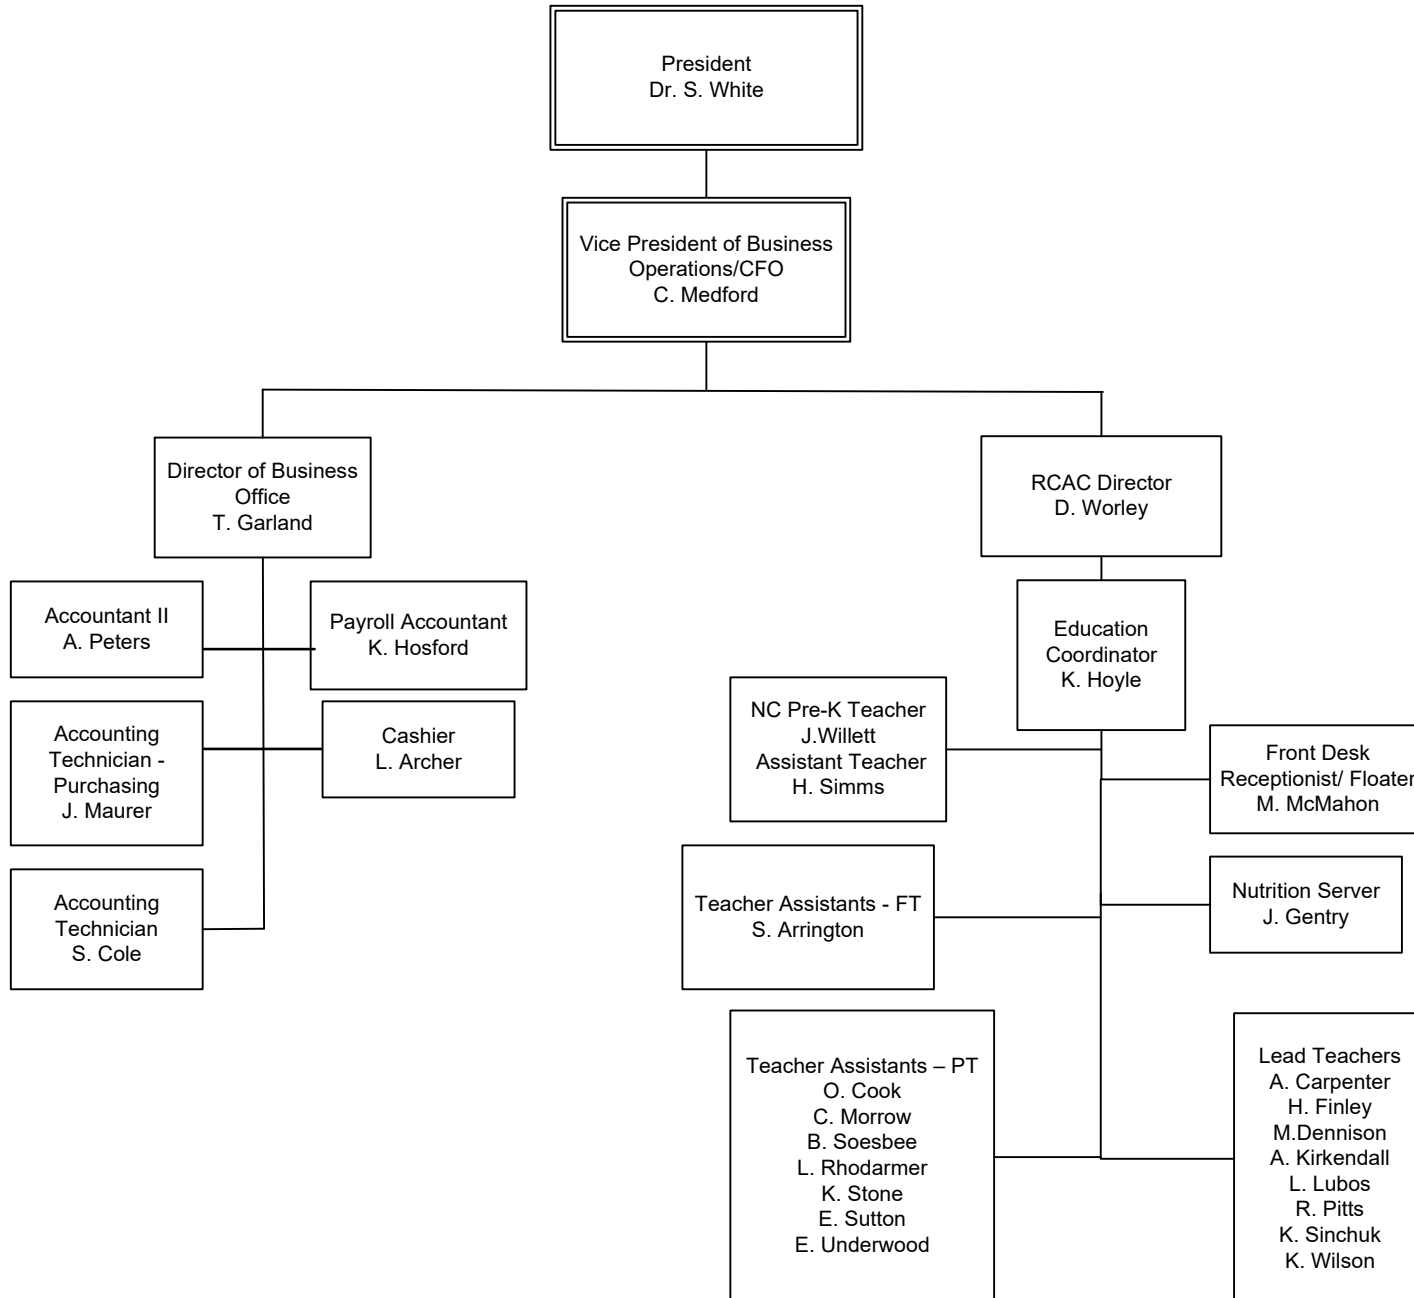 President
Dr. S. White
Vice President of Business
Operations/CFO
C. Medford
Director of Business
Office
T. Garland
RCAC Director
D. Worley
Accountant II
A. Peters
Payroll Accountant
K. Hosford
Education
Coordinator
K. Hoyle
Accounting
Technician -
Purchasing
J. Maurer
Cashier
L. Archer
NC Pre-K Teacher
J.Willett
Assistant Teacher
H. Simms
Front Desk
Receptionist/ Floater
M. McMahon
Accounting
Technician
S. Cole
Teacher Assistants - FT
S. Arrington
Nutrition Server
J. Gentry
Teacher Assistants – PT
O. Cook
C. Morrow
B. Soesbee
L. Rhodarmer
K. Stone
E. Sutton
E. Underwood
Lead Teachers
A. Carpenter
H. Finley
M.Dennison
A. Kirkendall
L. Lubos
R. Pitts
K. Sinchuk
K. Wilson